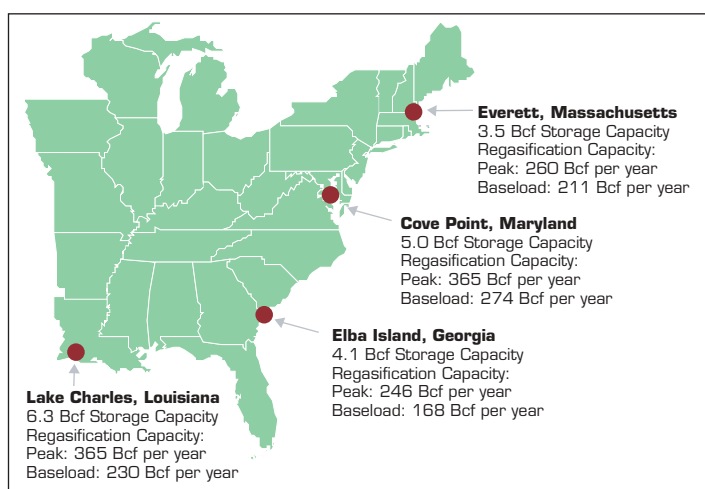 Everett, Massachusetts
3.5 Bcf Storage Capacity
Regasification Capacity:
Peak: 260 Bcf per year
Baseload: 211 Bcf per year
Cove Point, Maryland
5.0 Bcf Storage Capacity
Regasification Capacity:
Peak: 365 Bcf per year
Baseload: 274 Bcf per year
Elba Island, Georgia
4.1 Bcf Storage Capacity
Regasification Capacity:
Peak: 246 Bcf per year
Baseload: 168 Bcf per year
Lake Charles, Louisiana
6.3 Bcf Storage Capacity
Regasification Capacity:
Peak: 365 Bcf per year
Baseload: 230 Bcf per year